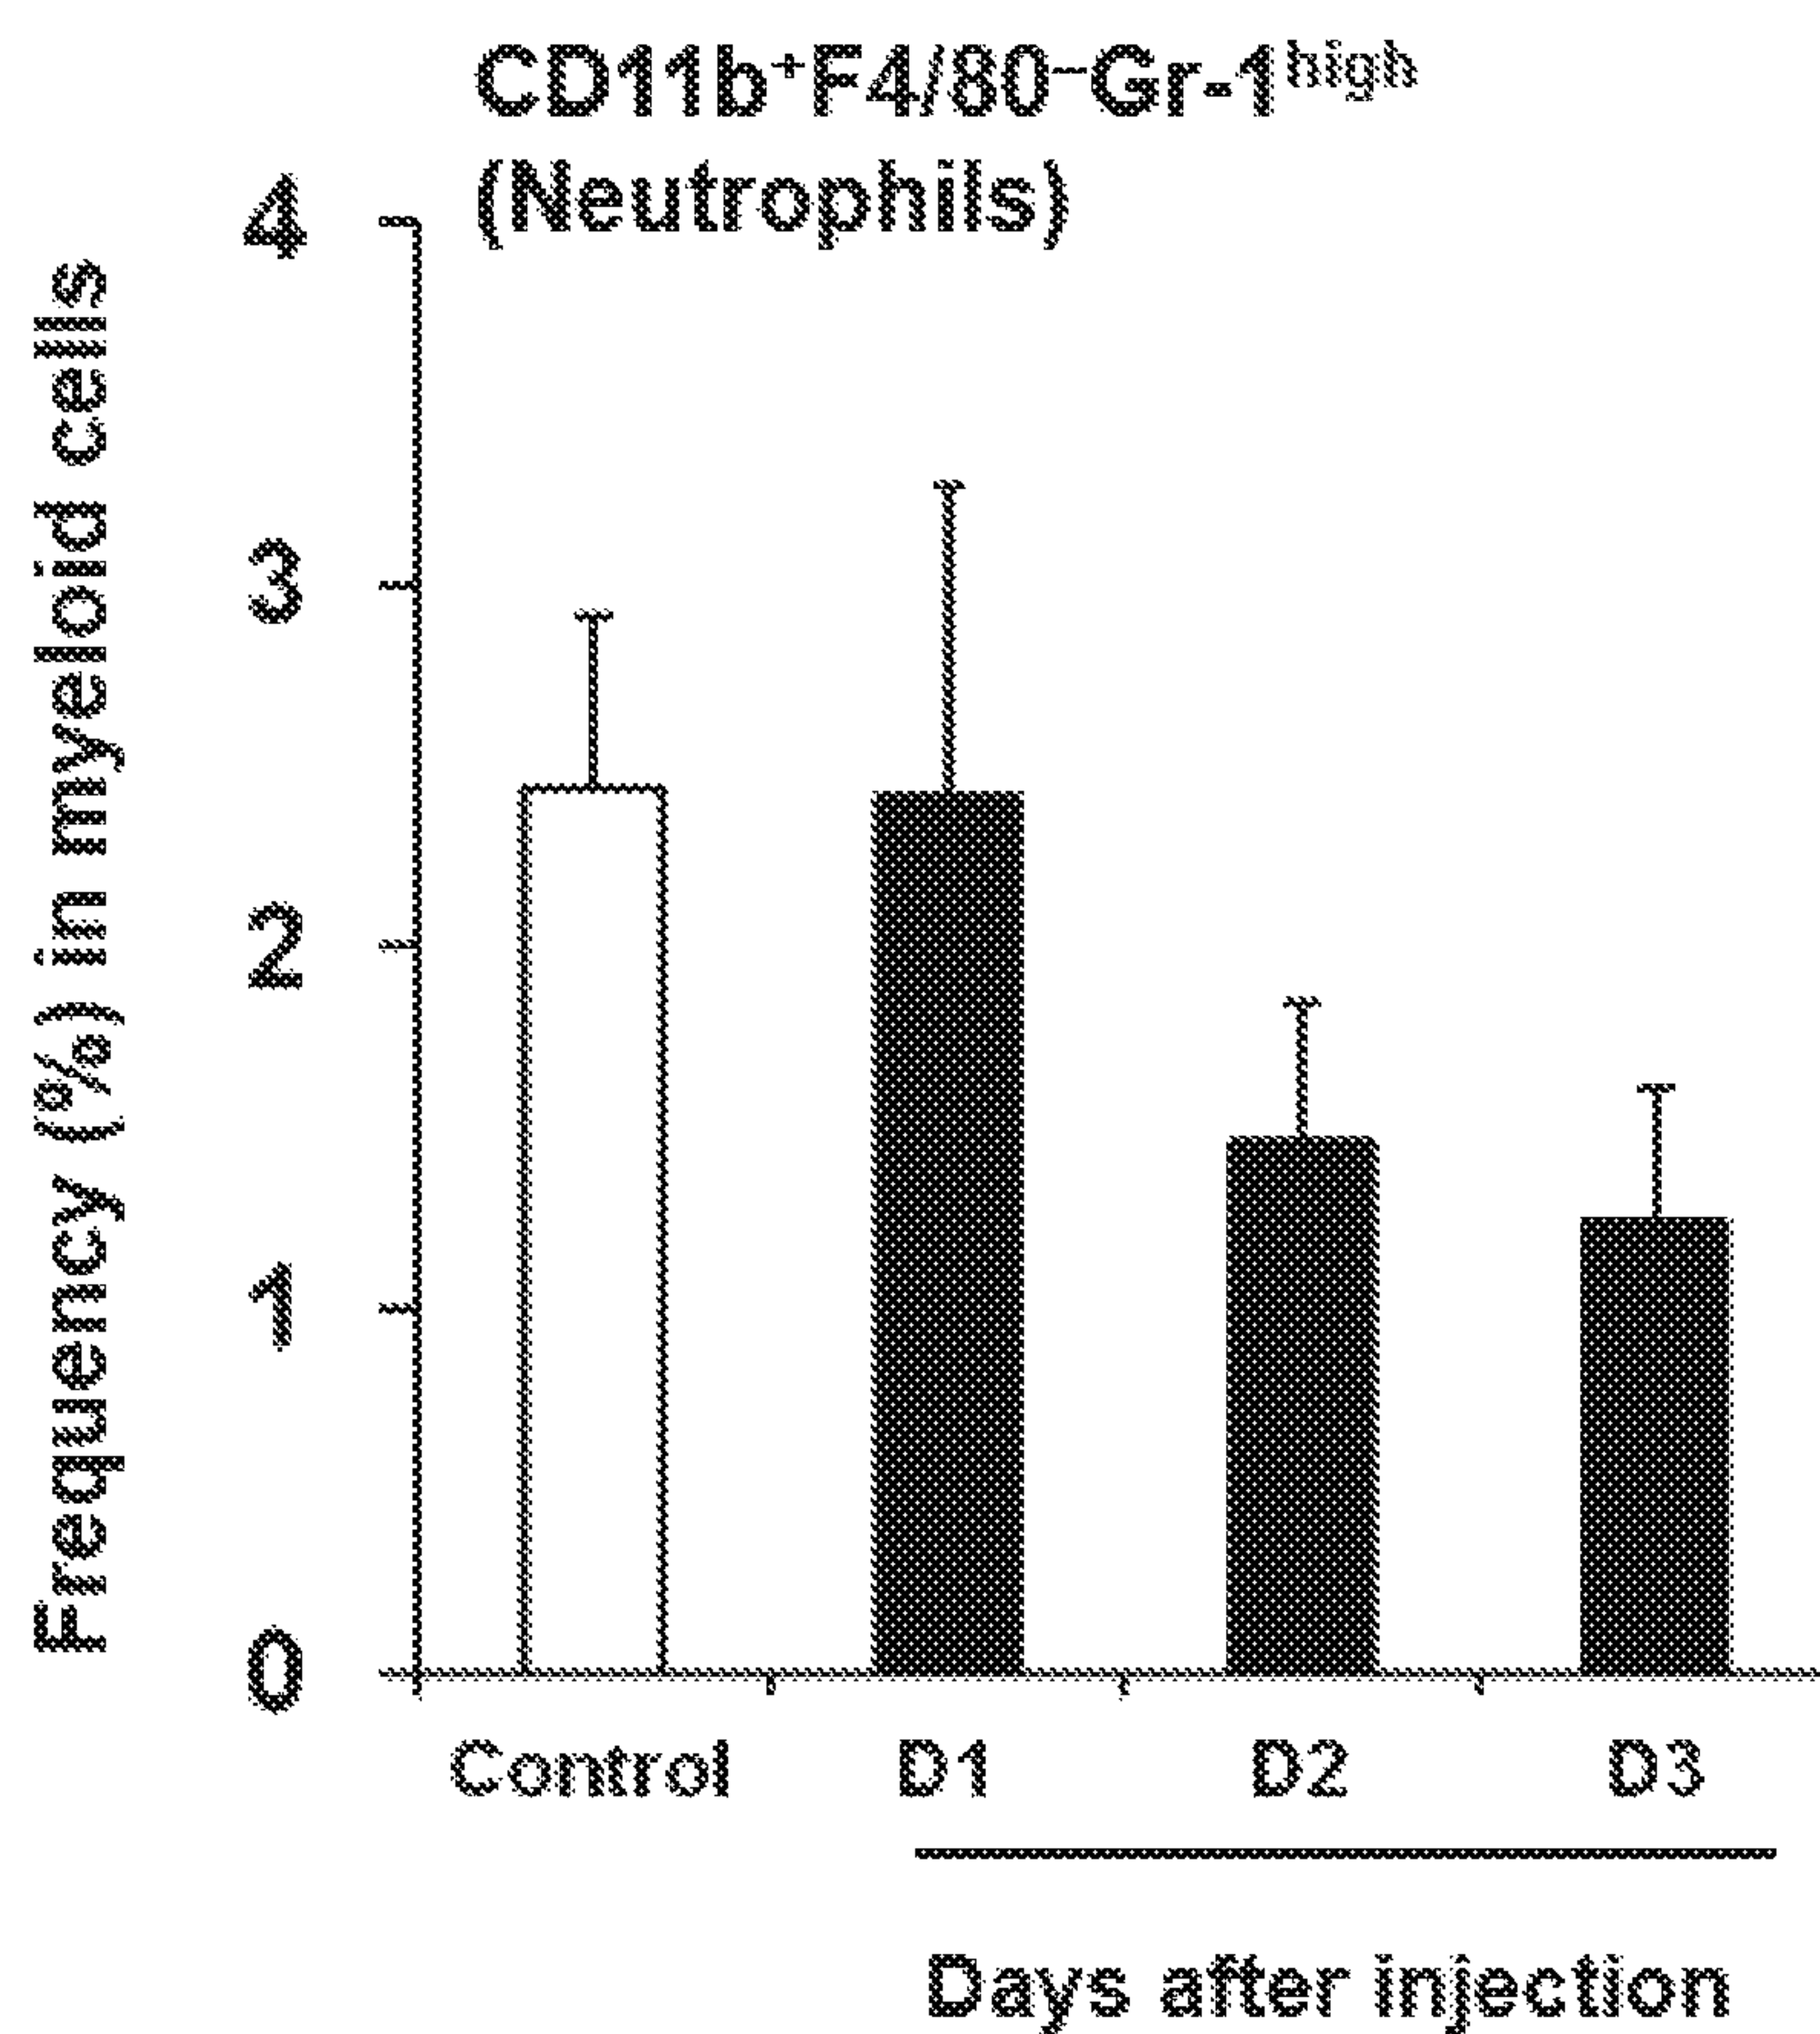 CD11b⁺F4/80⁻Gr-1ʰⁱᵍʰ
(Neutrophils)
Frequency (%) in myeloid cells
4
3
2
1
0
Control D1 D2 D3
Days after injection